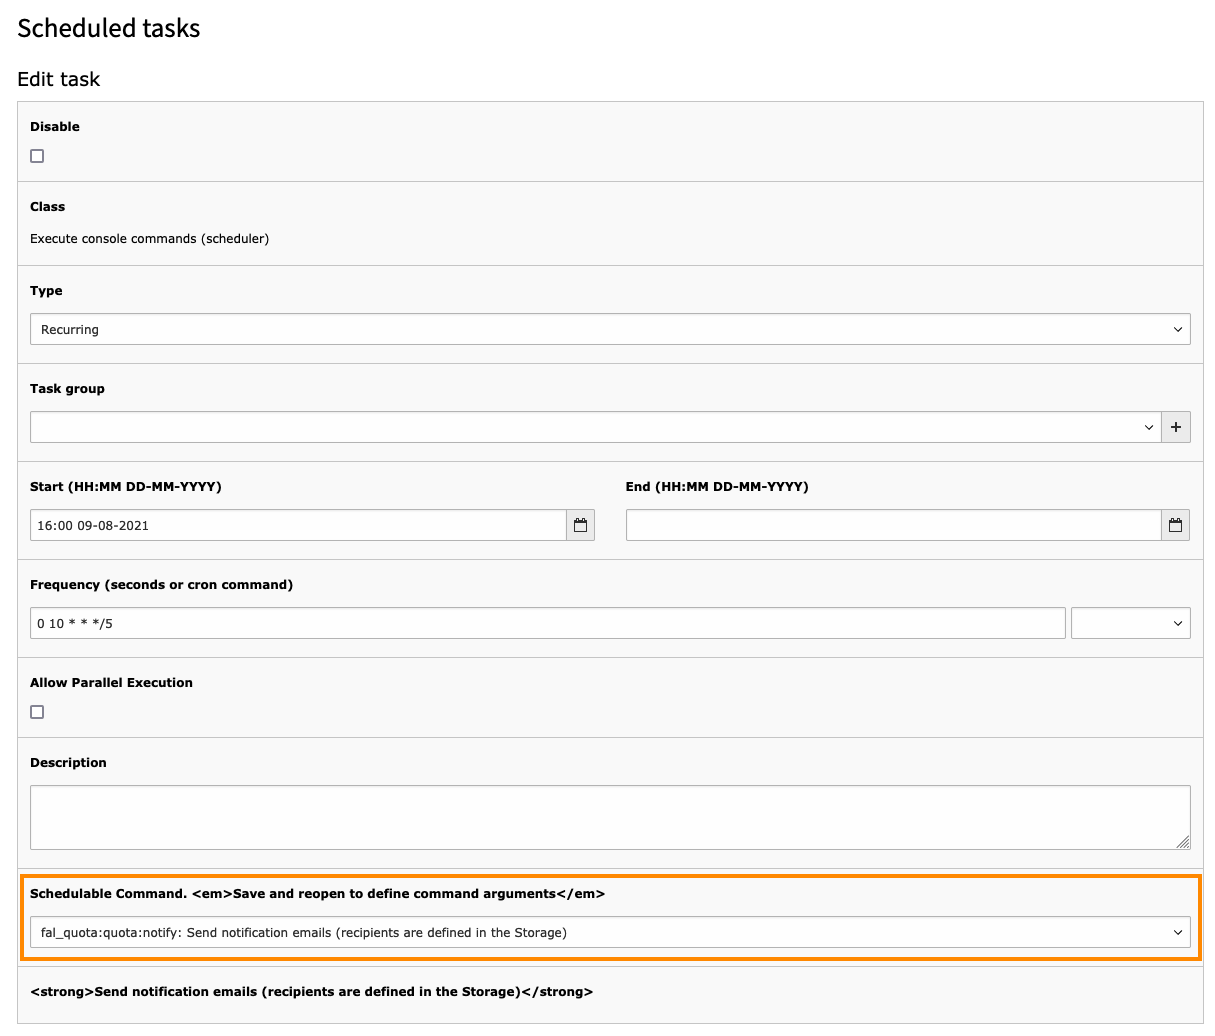 Scheduled tasks
Edit task
Disable
Class
Execute console commands (scheduler)
Type
Recurring
Task group
Start (HH:MM DD-MM-YYYY)
End (HH:MM DD-MM-YYYY)
16:00 09-08-2021
Frequency (seconds or cron command)
0 10 * * */5
Allow Parallel Execution
Description
Schedulable Command. <em>Save and reopen to define command arguments</em>
fal_quota:quota:notify: Send notification emails (recipients are defined in the Storage)
<strong>Send notification emails (recipients are defined in the Storage)</strong>